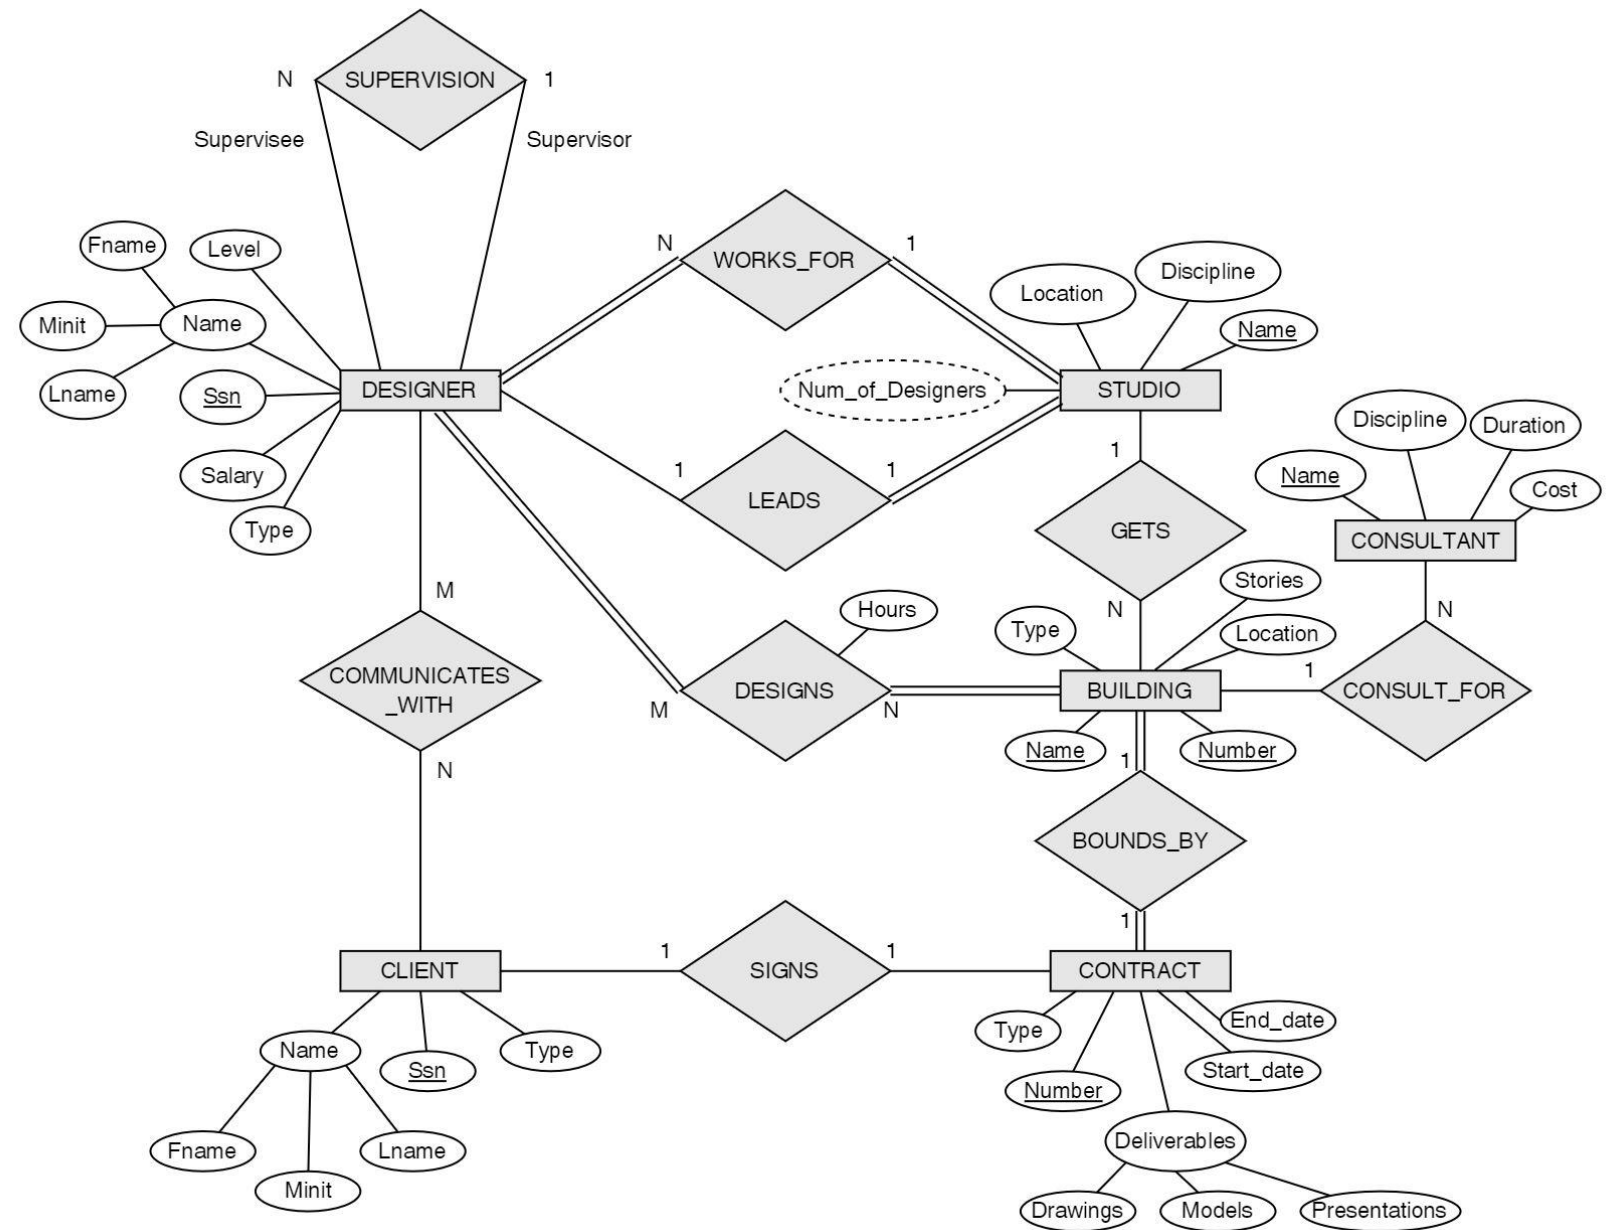 N
SUPERVISION
1
Supervisee
Supervisor
Fname
Level
N
WORKS_FOR
1
Location
Discipline
Minit
Name
Name
Lname
Ssn
DESIGNER
Num_of_Designers
STUDIO
Salary
Type
1
LEADS
1
1
GETS
N
Discipline
Duration
Name
Cost
CONSULTANT
N
M
COMMUNICATES
_WITH
N
Hours
DESIGNS
M
N
Type
Stories
Location
BUILDING
1
CONSULT_FOR
Name
Number
1
BOUNDS_BY
1
CLIENT
1
SIGNS
1
CONTRACT
Name
Ssn
Type
Fname
Minit
Lname
Type
End_date
Number
Start_date
Deliverables
Drawings
Models
Presentations